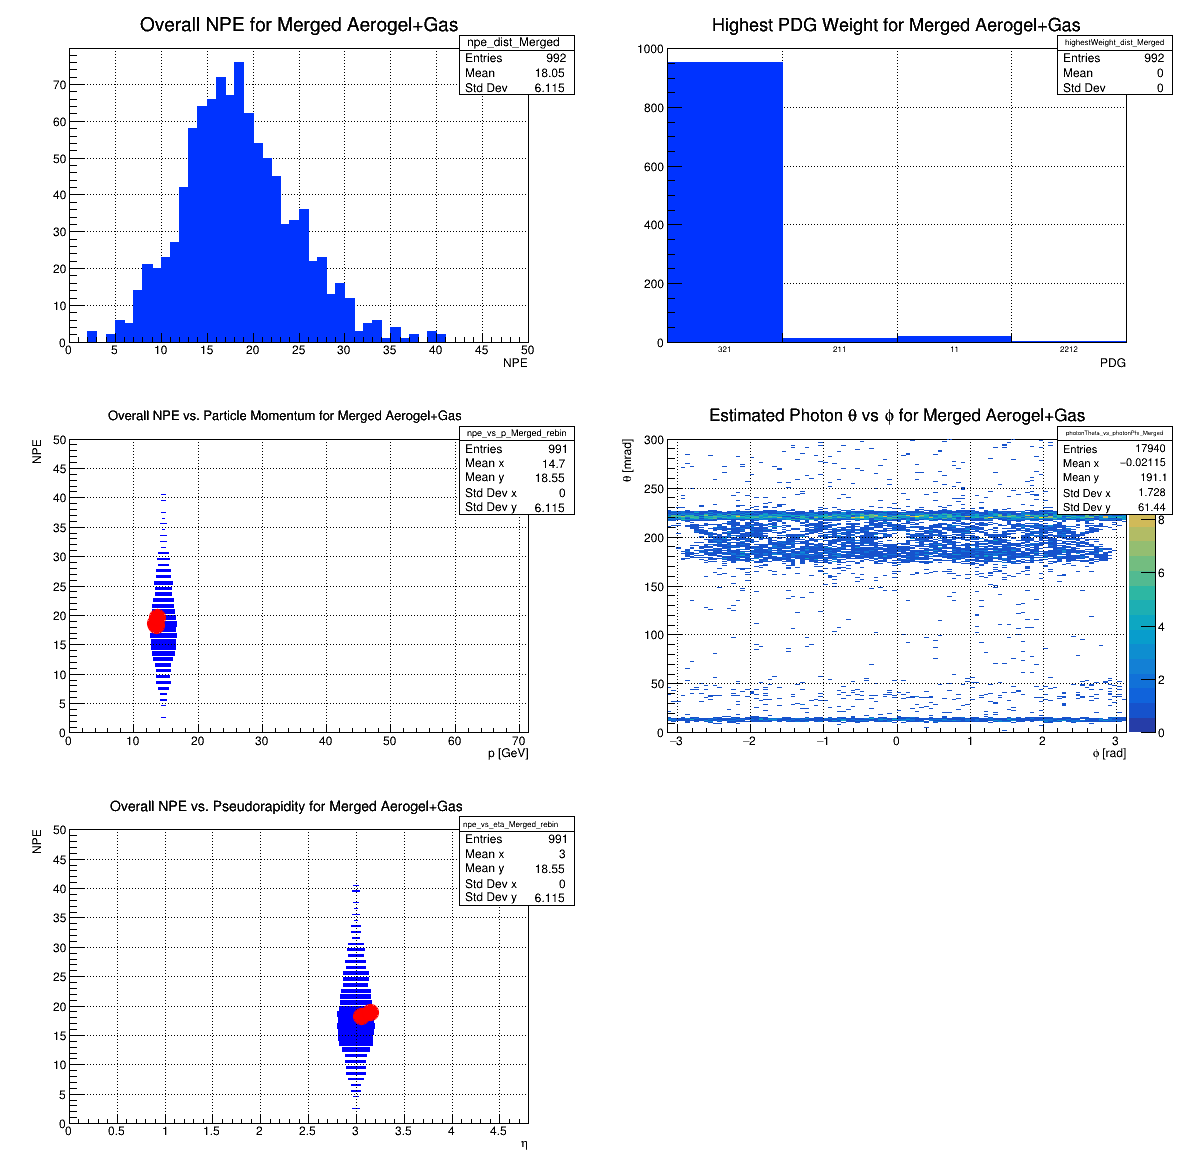 Overall NPE for Merged Aerogel+Gas
npe_dist_Merged
Entries 992
Mean 18.05
Std Dev 6.115
70
60
50
40
30
20
10
0
0 5 10 15 20 25 30 35 40 45 50
NPE
Highest PDG Weight for Merged Aerogel+Gas
highestWeight_dist_Merged
Entries 992
Mean 0
Std Dev 0
1000
800
600
400
200
0
321 211 11 2212
PDG
Overall NPE vs. Particle Momentum for Merged Aerogel+Gas
npe_vs_p_Merged_rebin
Entries 991
Mean x 14.7
Mean y 18.55
Std Dev x 0
Std Dev y 6.115
NPE
50
45
40
35
30
25
20
15
10
5
0
0 10 20 30 40 50 60 70
p [GeV]
Estimated Photon θ vs ϕ for Merged Aerogel+Gas
photonTheta_vs_photonPhi_Merged
Entries 17940
Mean x −0.02115
Mean y 191.1
Std Dev x 1.728
Std Dev y 61.44
θ [mrad]
300
250
200
150
100
50
0
−3 −2 −1 0 1 2 3
ϕ [rad]
8
6
4
2
0
Overall NPE vs. Pseudorapidity for Merged Aerogel+Gas
npe_vs_eta_Merged_rebin
Entries 991
Mean x 3
Mean y 18.55
Std Dev x 0
Std Dev y 6.115
NPE
50
45
40
35
30
25
20
15
10
5
0
0 0.5 1 1.5 2 2.5 3 3.5 4 4.5
η